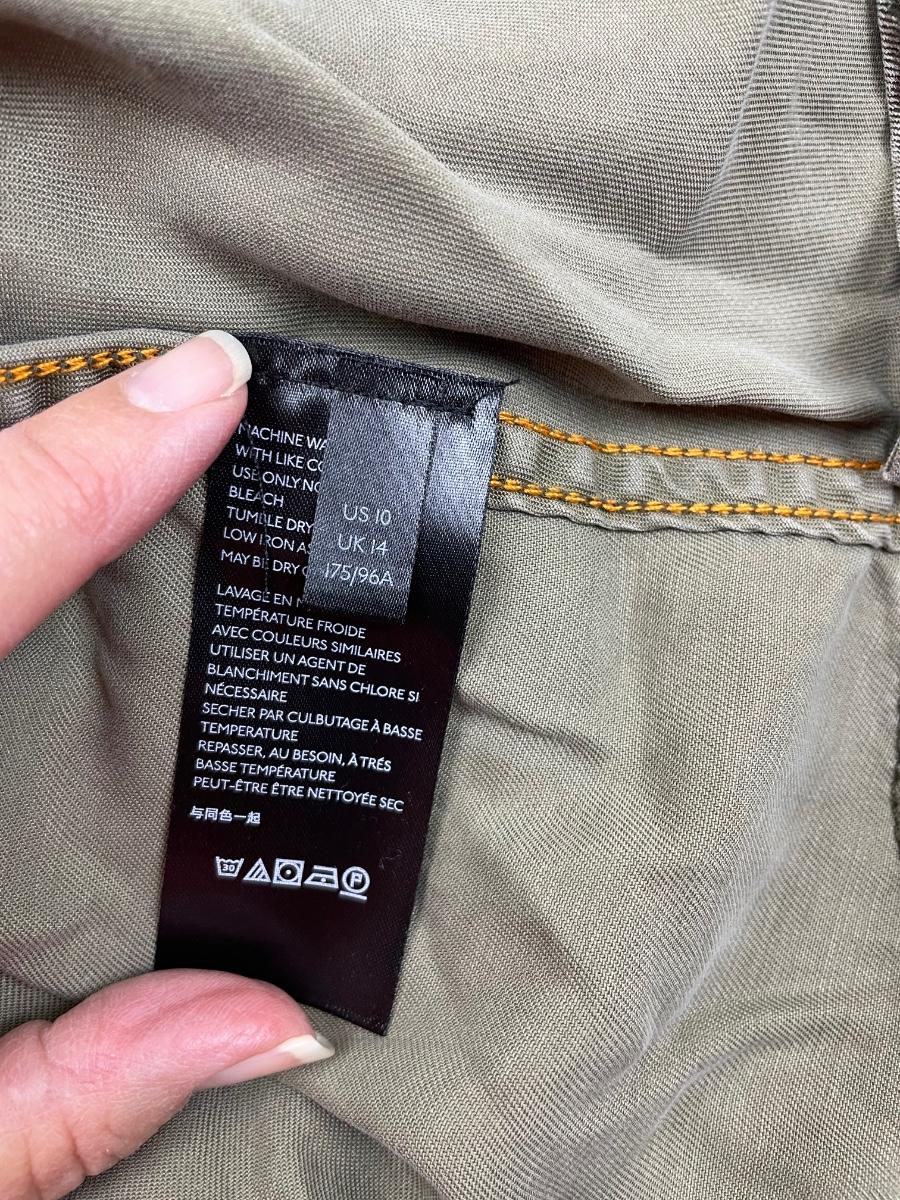 MACHINE WA
WITH LIKE CO
USE ONLY NO
BLEACH
TUMBLE DRY
LOW IRON AS
MAY BE DRY C
US 10
UK 14
175/96A
LAVAGE EN M
TEMPÉRATURE FROIDE
AVEC COULEURS SIMILAIRES
UTILISER UN AGENT DE
BLANCHIMENT SANS CHLORE SI
NÉCESSAIRE
SECHER PAR CULBUTAGE À BASSE
TEMPERATURE
REPASSER, AU BESOIN, À TRÉS
BASSE TEMPÉRATURE
PEUT-ÊTRE ÊTRE NETTOYÉE SEC
与同色一起
30
P